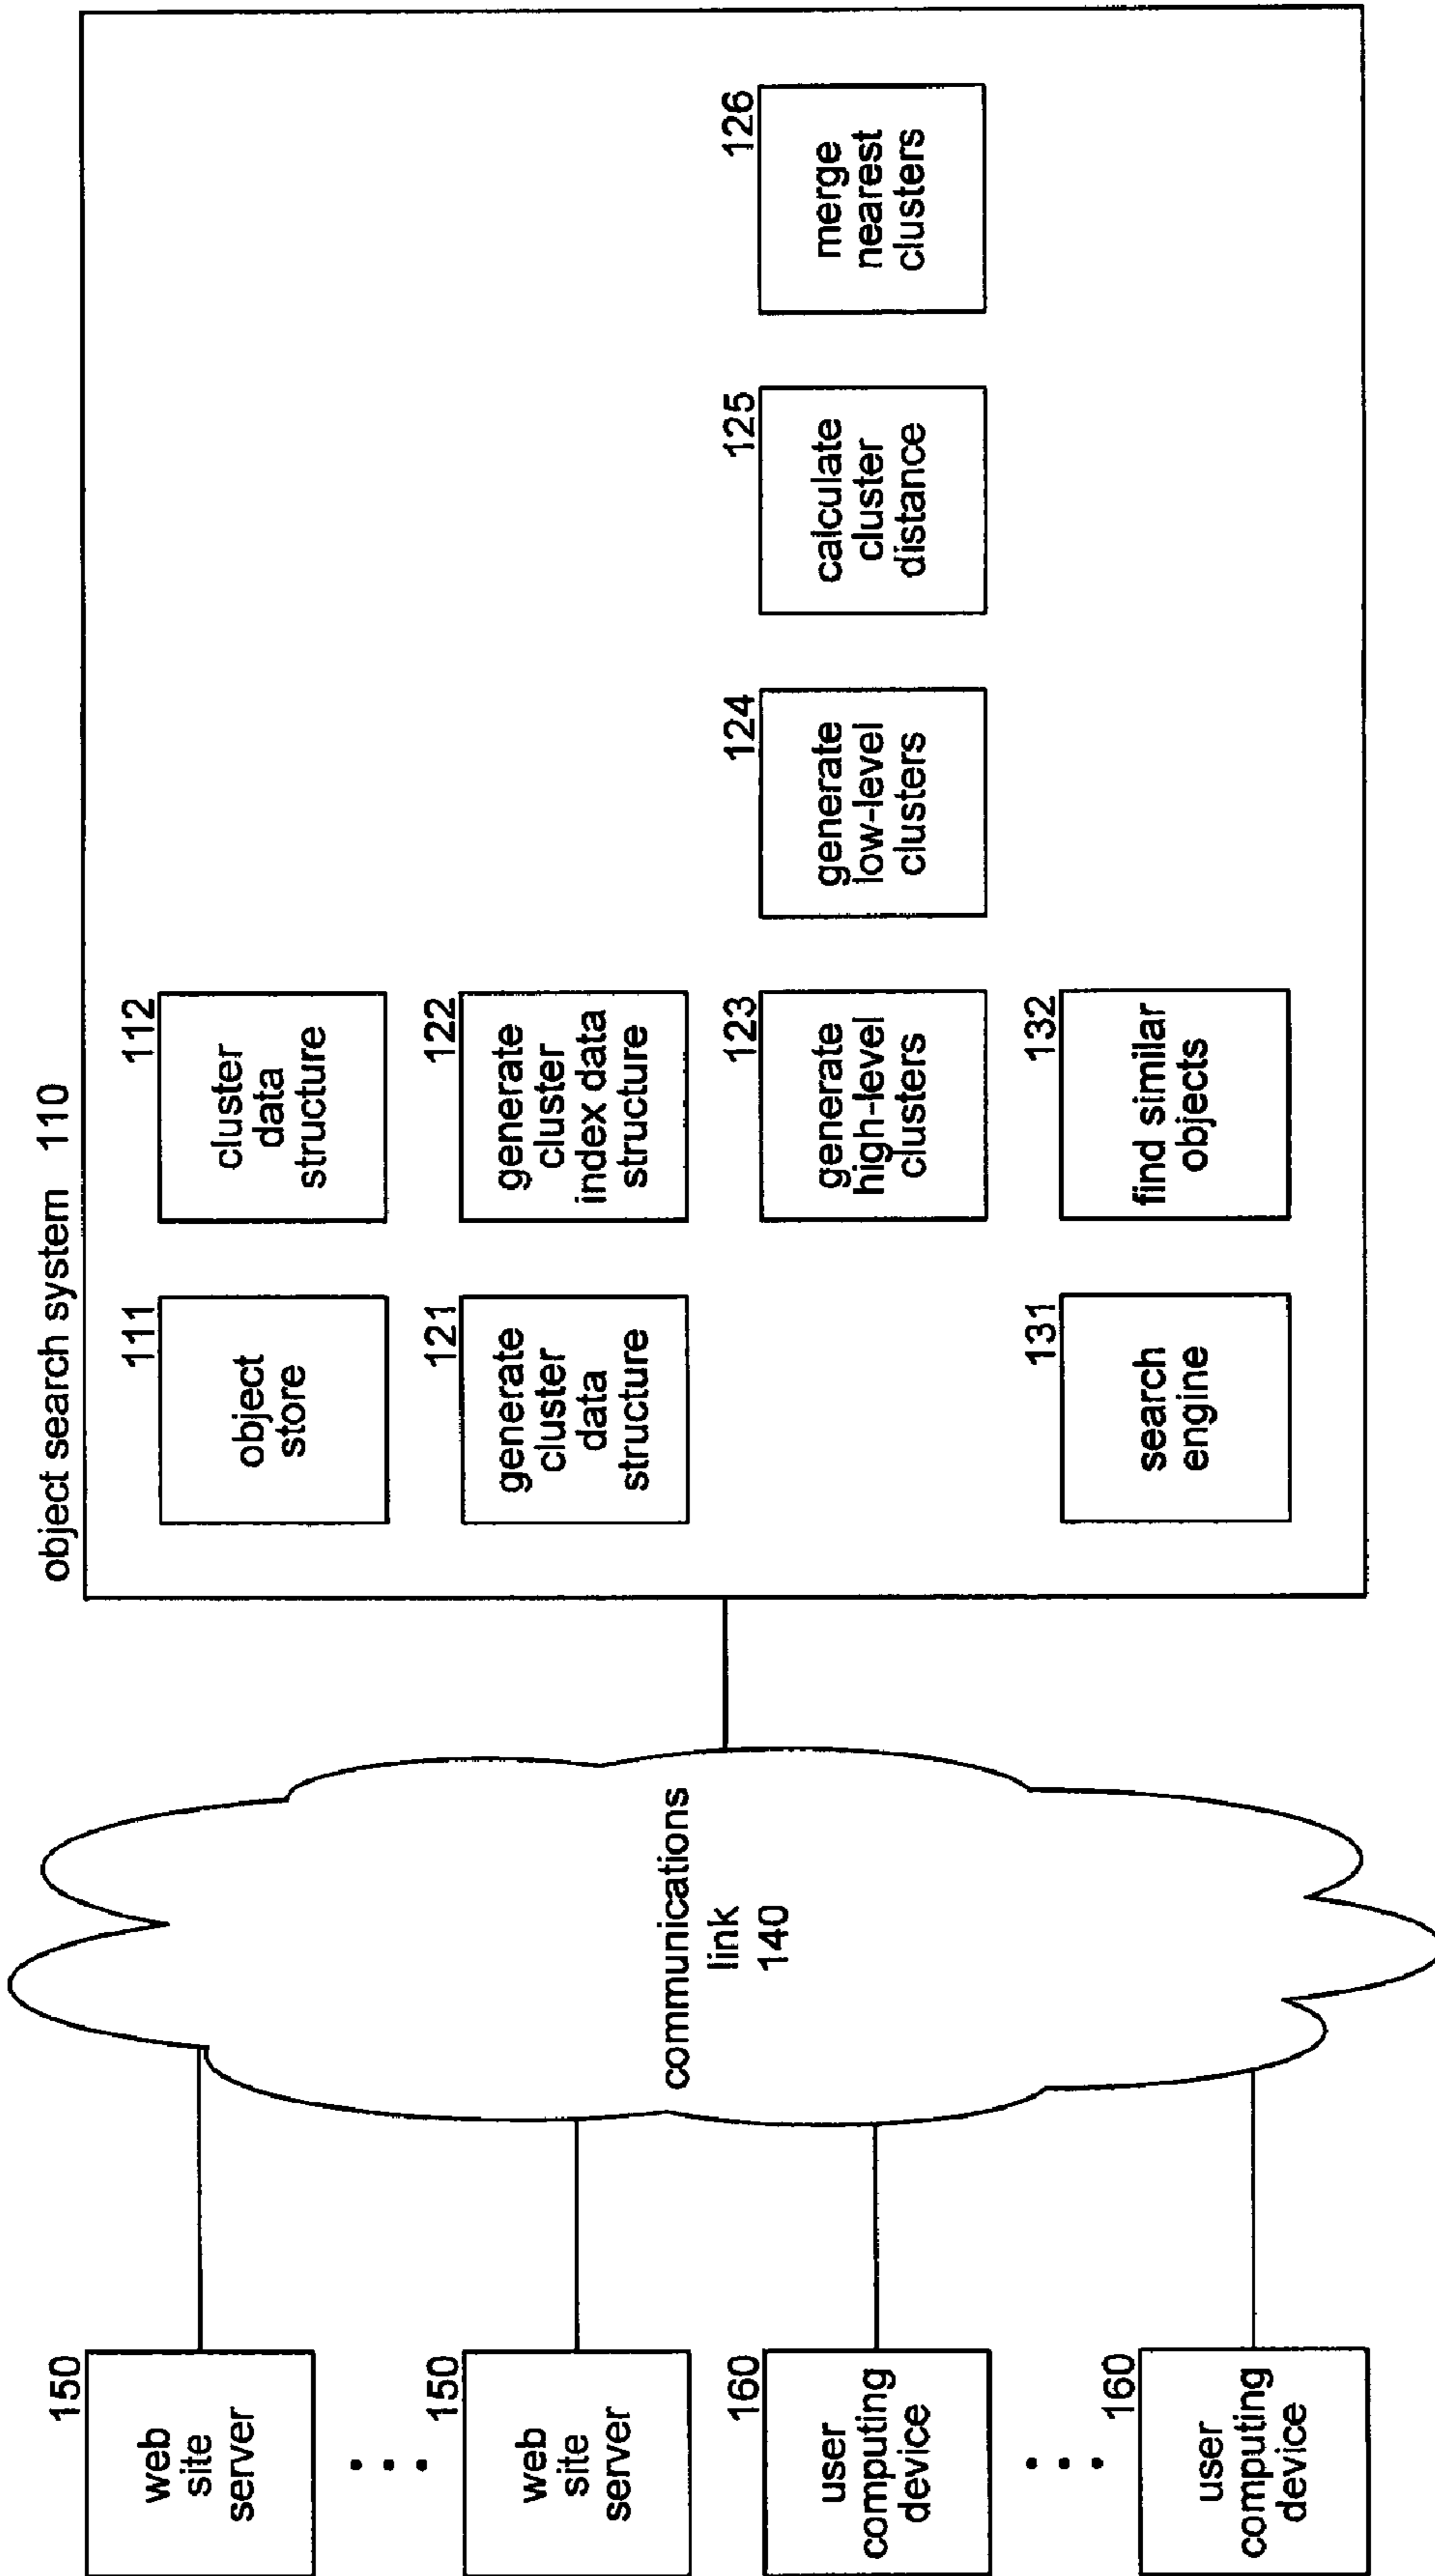 object search system 110
111
object
store
112
cluster
data
structure
121
generate
cluster
data
structure
122
generate
cluster
index data
structure
123
generate
high-level
clusters
124
generate
low-level
clusters
125
calculate
cluster
distance
126
merge
nearest
clusters
131
search
engine
132
find similar
objects
communications
link
140
150
web
site
server
150
web
site
server
160
user
computing
device
160
user
computing
device